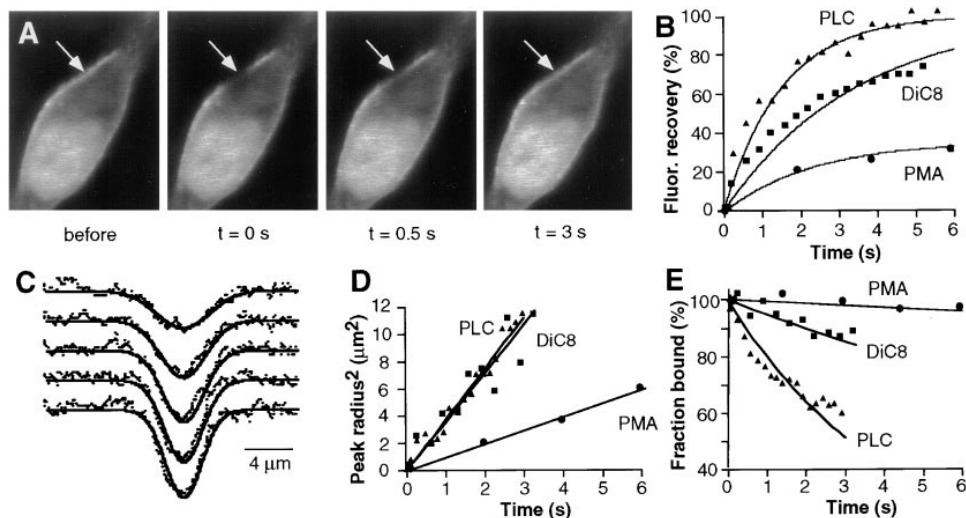 A
before
t = 0 s
t = 0.5 s
t = 3 s
B
Fluor. recovery (%)
100
80
60
40
20
0
PLC
DiC8
PMA
0 1 2 3 4 5 6
Time (s)
C
4 µm
D
Peak radius² (µm²)
12
10
8
6
4
2
0
PLC
DiC8
PMA
0 2 4 6
Time (s)
E
Fraction bound (%)
100
80
60
40
PMA
DiC8
PLC
0 1 2 3 4 5 6
Time (s)